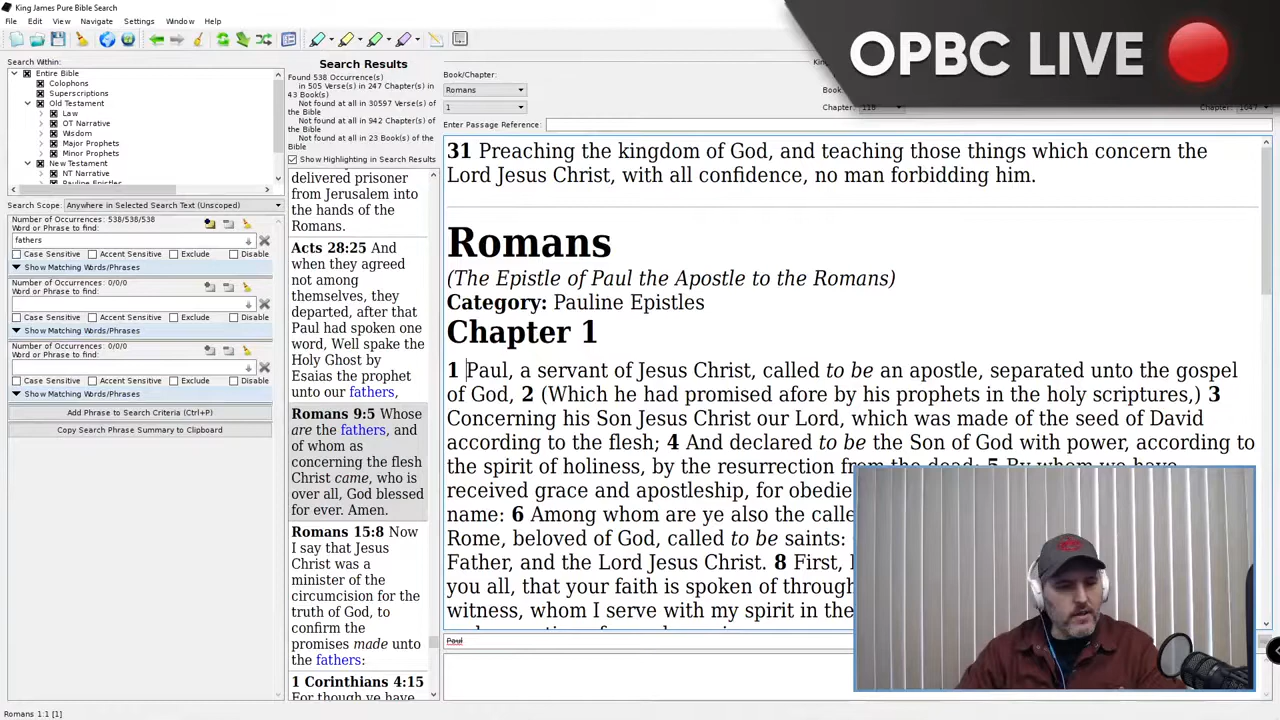 King James Pure Bible Search
File Edit View Navigate Settings Window Help
OPBC LIVE
Search Within:
Entire Bible
Colophons
Superscriptions
Old Testament
Law
OT Narrative
Wisdom
Major Prophets
Minor Prophets
New Testament
NT Narrative
Pauline Epistles
Search Scope: Anywhere in Selected Search Text (Unscoped)
Number of Occurrences: 538/538/538
Word or Phrase to find:
fathers
Case Sensitive Accent Sensitive Exclude Disable
Show Matching Words/Phrases
Number of Occurrences: 0/0/0
Word or Phrase to find:
Case Sensitive Accent Sensitive Exclude Disable
Show Matching Words/Phrases
Number of Occurrences: 0/0/0
Word or Phrase to find:
Case Sensitive Accent Sensitive Exclude Disable
Show Matching Words/Phrases
Add Phrase to Search Criteria (Ctrl+P)
Copy Search Phrase Summary to Clipboard
Search Results
Found 538 Occurrence(s)
in 505 Verse(s) in 247 Chapter(s) in
43 Book(s)
Not found at all in 30597 Verse(s) of
the Bible
Not found at all in 942 Chapter(s) of
the Bible
Not found at all in 23 Book(s) of the
Bible
Show Highlighting in Search Results
delivered prisoner
from Jerusalem into
the hands of the
Romans.
Acts 28:25 And
when they agreed
not among
themselves, they
departed, after that
Paul had spoken one
word, Well spake the
Holy Ghost by
Esaias the prophet
unto our fathers,
Romans 9:5 Whose
are the fathers, and
of whom as
concerning the flesh
Christ came, who is
over all, God blessed
for ever. Amen.
Romans 15:8 Now
I say that Jesus
Christ was a
minister of the
circumcision for the
truth of God, to
confirm the
promises made unto
the fathers:
1 Corinthians 4:15
For though ye have
Book/Chapter:
Romans
1
Book
Chapter: 118
Chapter: 1047
Enter Passage Reference:
31 Preaching the kingdom of God, and teaching those things which concern the
Lord Jesus Christ, with all confidence, no man forbidding him.
Romans
(The Epistle of Paul the Apostle to the Romans)
Category: Pauline Epistles
Chapter 1
1 Paul, a servant of Jesus Christ, called to be an apostle, separated unto the gospel
of God, 2 (Which he had promised afore by his prophets in the holy scriptures,) 3
Concerning his Son Jesus Christ our Lord, which was made of the seed of David
according to the flesh; 4 And declared to be the Son of God with power, according to
the spirit of holiness, by the resurrection from the dead: 5 By whom we have
received grace and apostleship, for obedie
name: 6 Among whom are ye also the calle
Rome, beloved of God, called to be saints:
Father, and the Lord Jesus Christ. 8 First, I
you all, that your faith is spoken of through
witness, whom I serve with my spirit in the
Paul
Romans 1:1 [1]